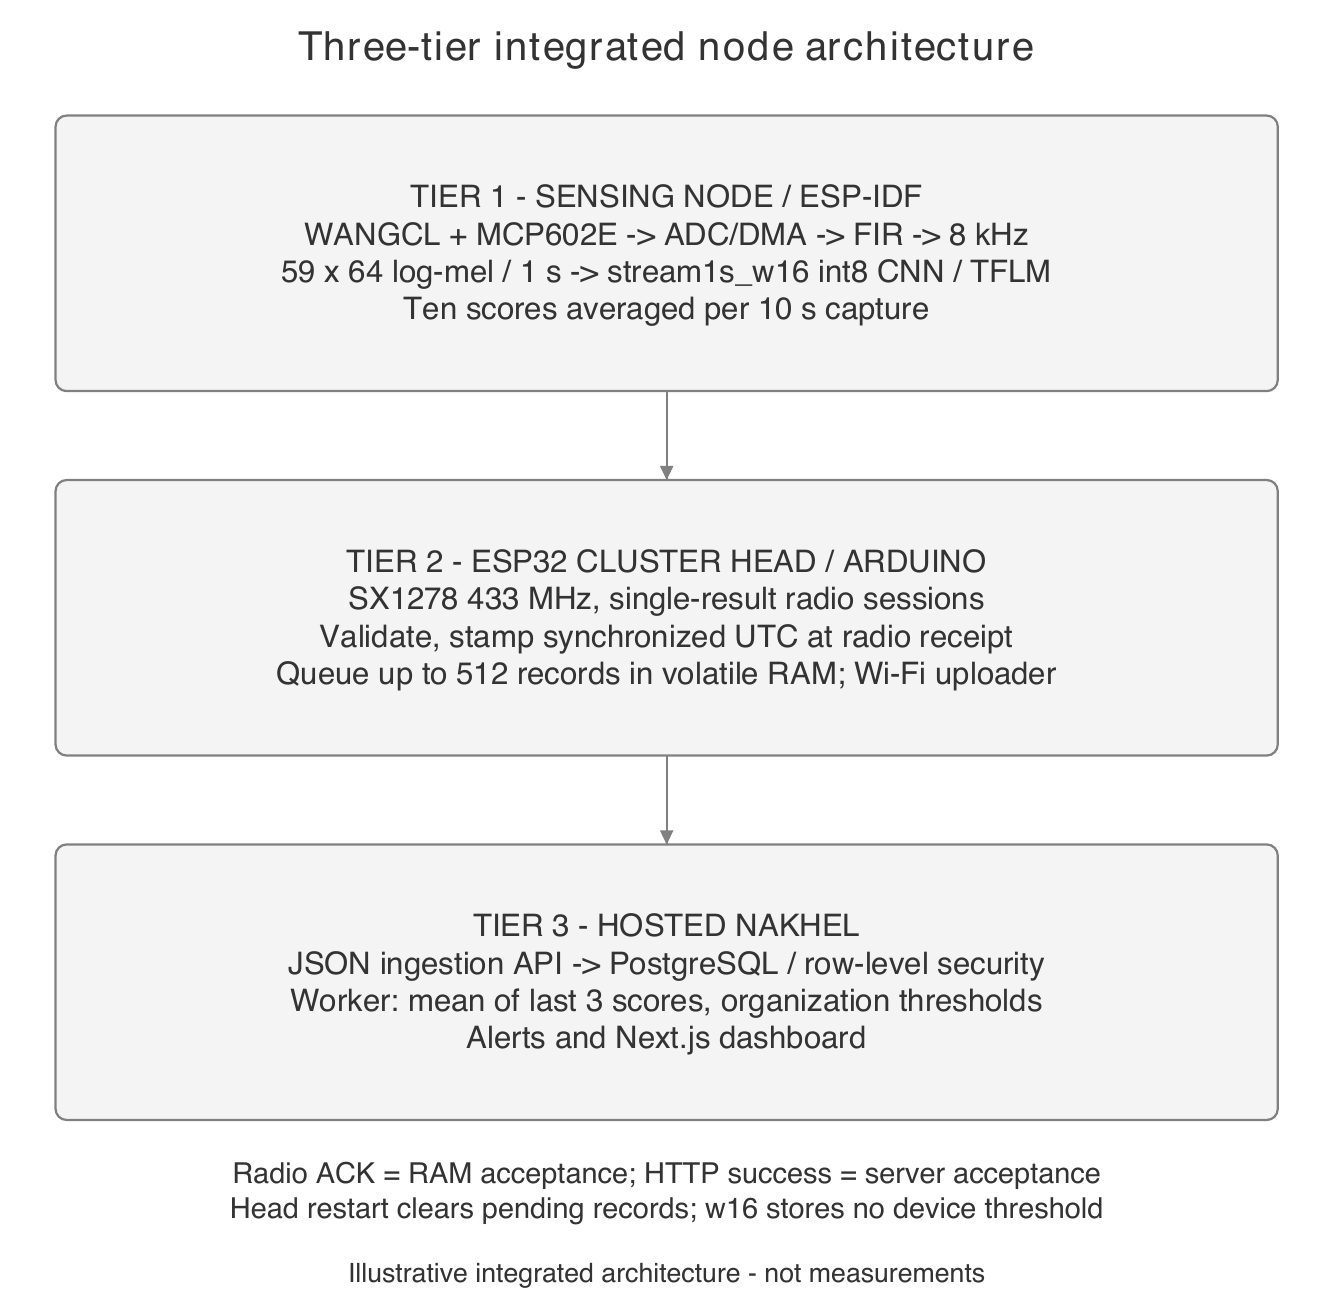 Three-tier integrated node architecture
TIER 1 - SENSING NODE / ESP-IDF
WANGCL + MCP602E -> ADC/DMA -> FIR -> 8 kHz
59 x 64 log-mel / 1 s -> stream1s_w16 int8 CNN / TFLM
Ten scores averaged per 10 s capture
TIER 2 - ESP32 CLUSTER HEAD / ARDUINO
SX1278 433 MHz, single-result radio sessions
Validate, stamp synchronized UTC at radio receipt
Queue up to 512 records in volatile RAM; Wi-Fi uploader
TIER 3 - HOSTED NAKHEL
JSON ingestion API -> PostgreSQL / row-level security
Worker: mean of last 3 scores, organization thresholds
Alerts and Next.js dashboard
Radio ACK = RAM acceptance; HTTP success = server acceptance
Head restart clears pending records; w16 stores no device threshold
Illustrative integrated architecture - not measurements